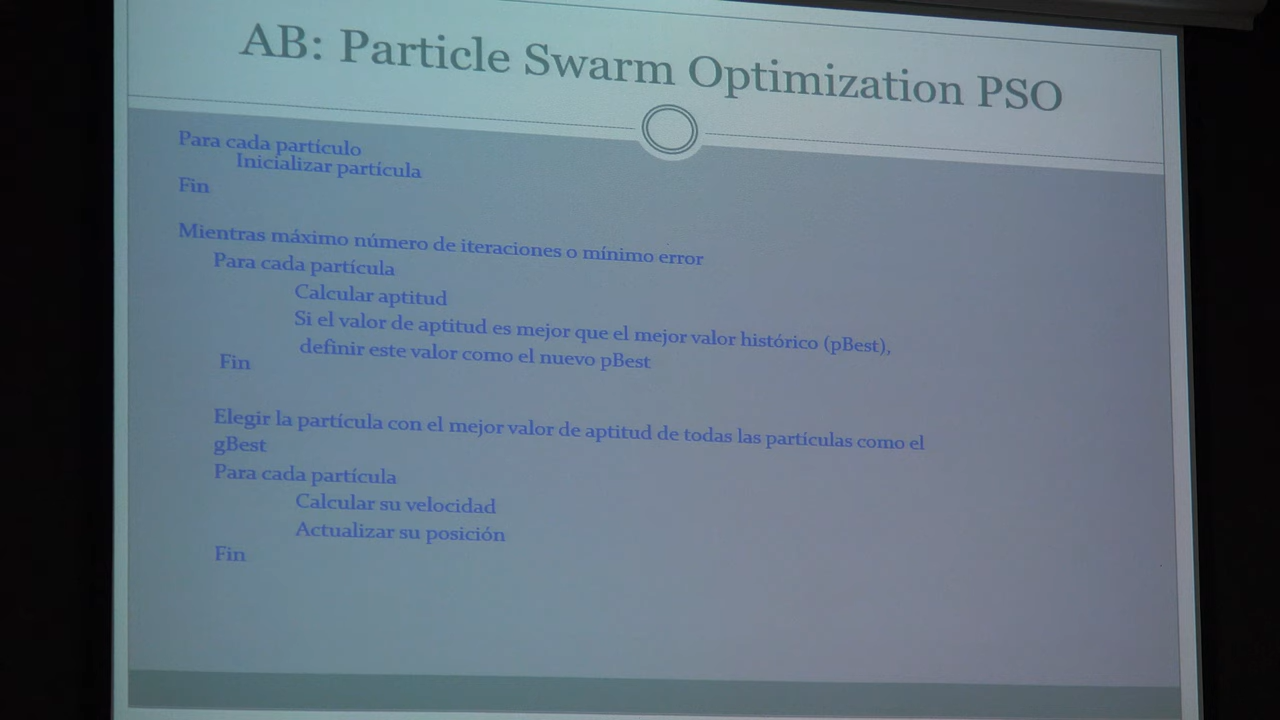 AB: Particle Swarm Optimization PSO
Para cada partículo
Inicializar partícula
Fin
Mientras máximo número de iteraciones o mínimo error
Para cada partícula
Calcular aptitud
Si el valor de aptitud es mejor que el mejor valor histórico (pBest),
definir este valor como el nuevo pBest
Fin
Elegir la partícula con el mejor valor de aptitud de todas las partículas como el
gBest
Para cada partícula
Calcular su velocidad
Actualizar su posición
Fin